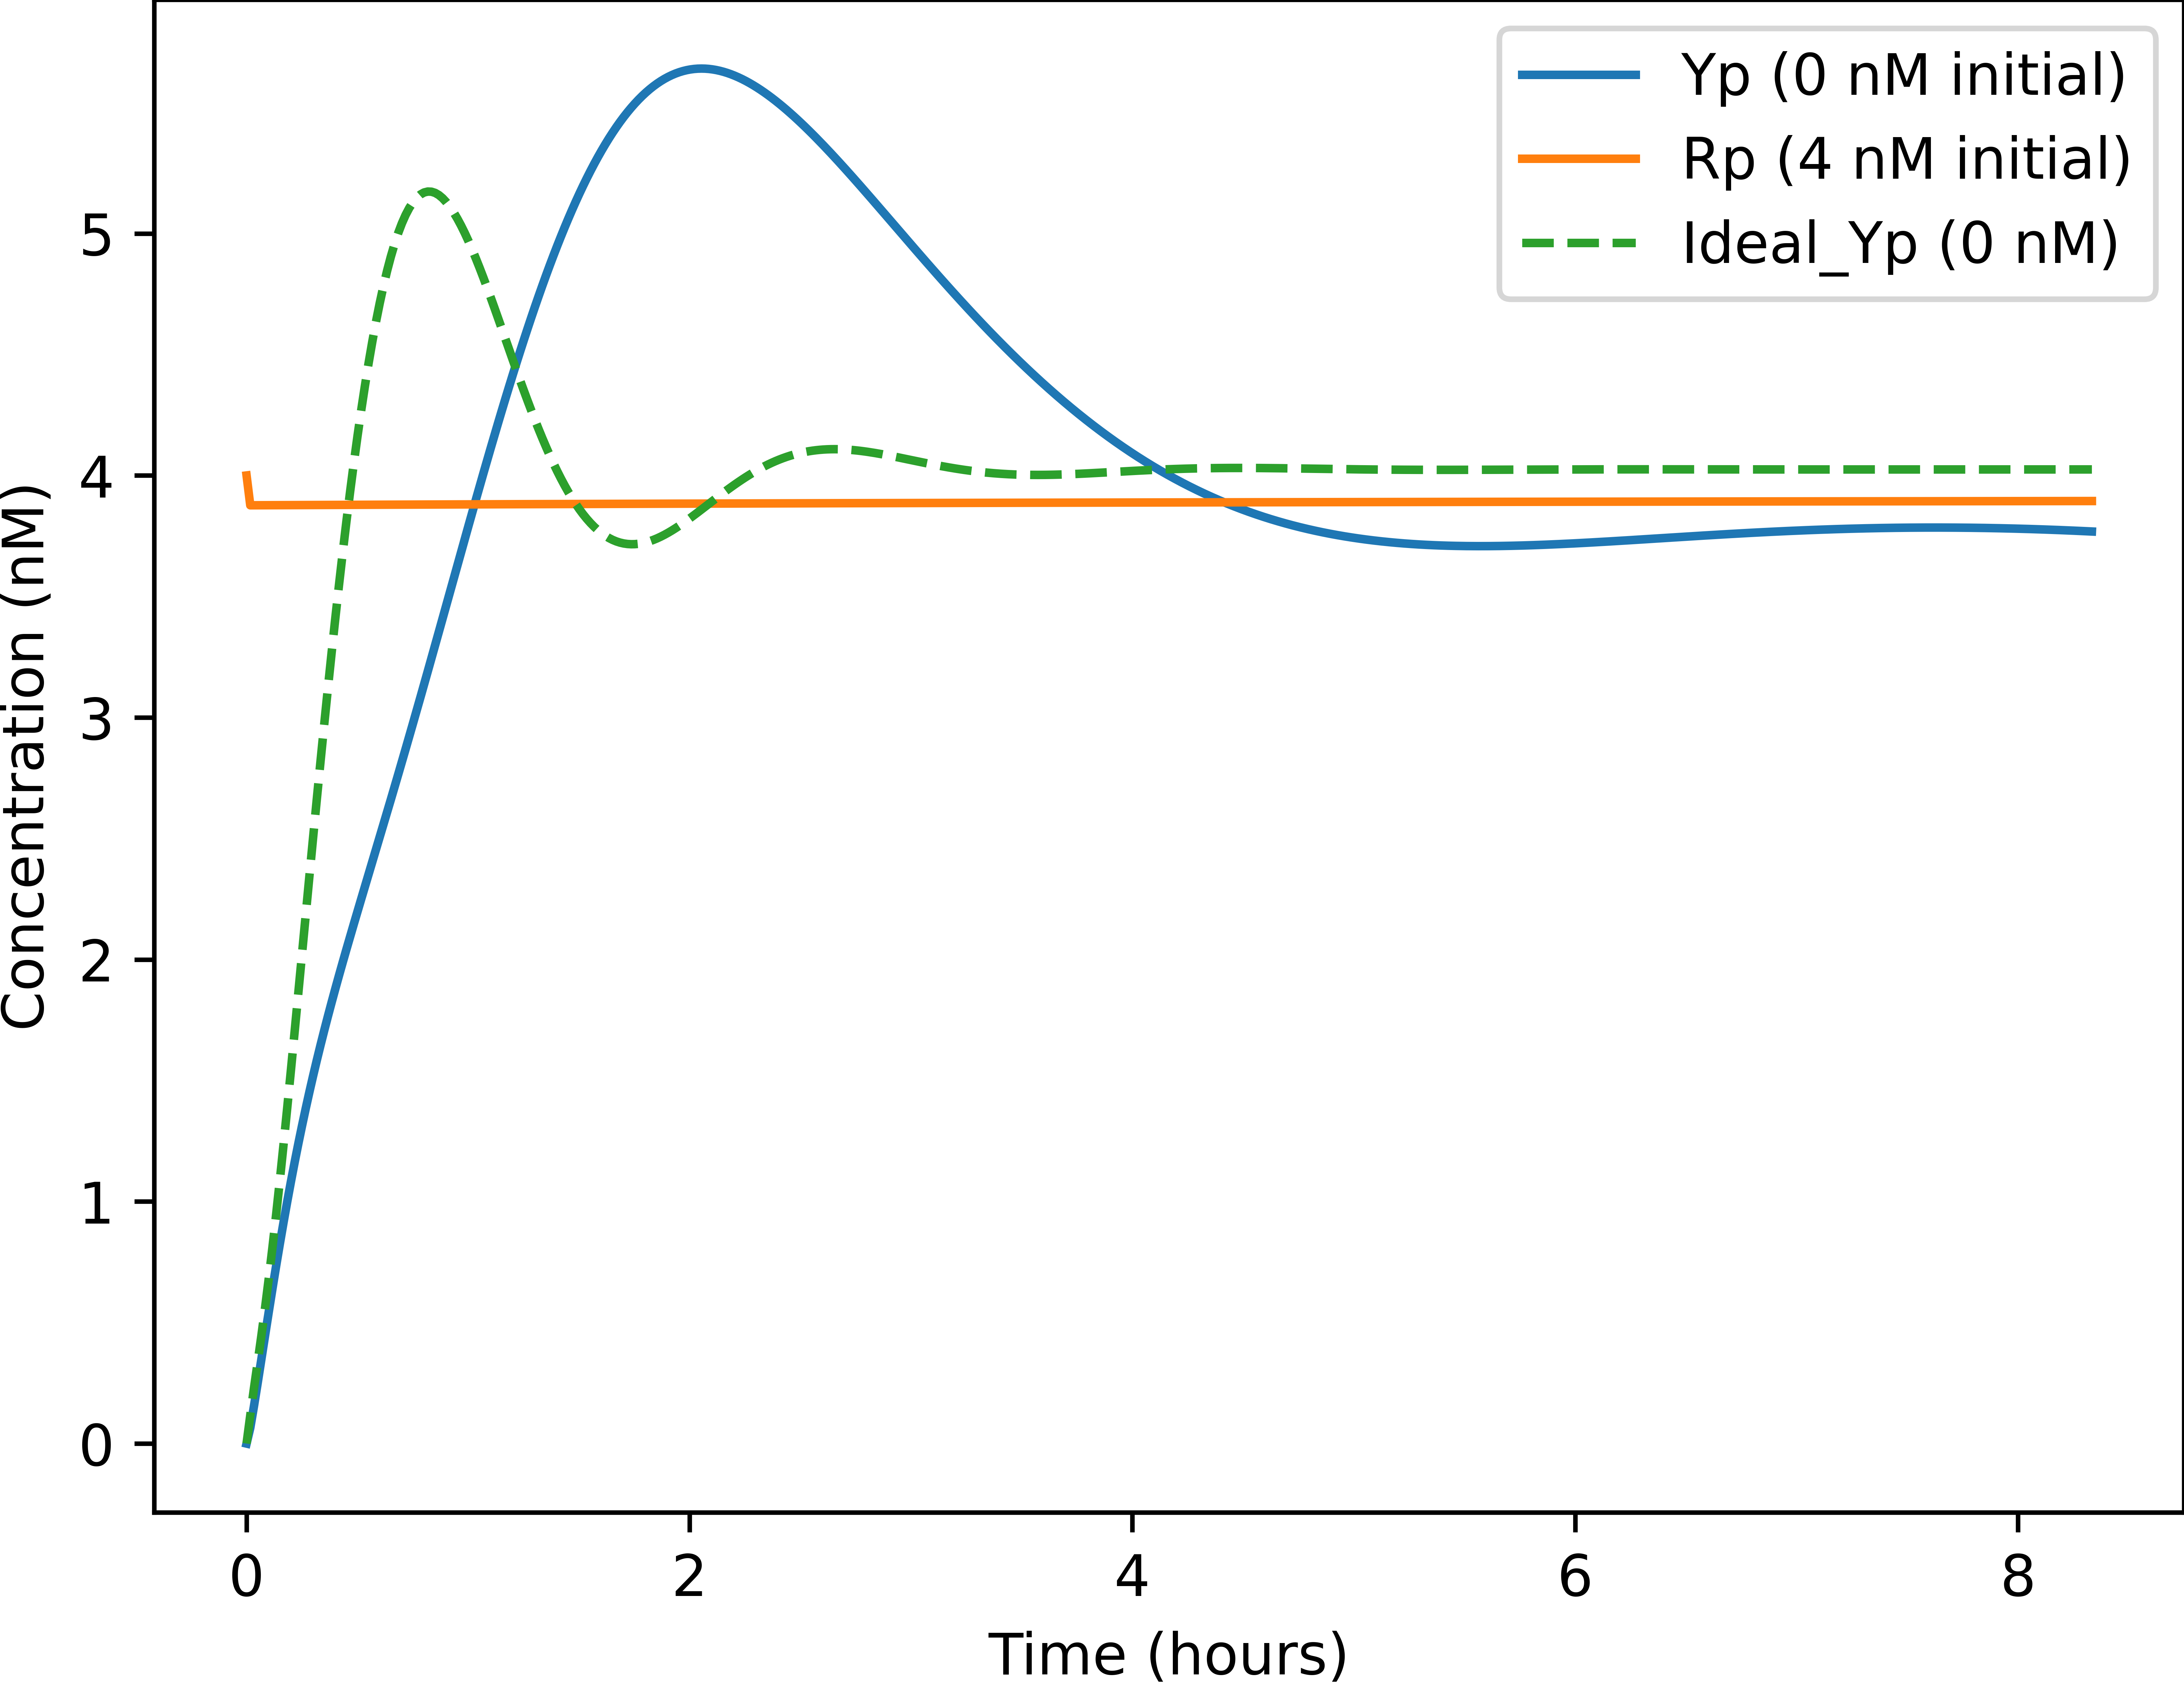 Yp (0 nM initial)
Rp (4 nM initial)
Ideal_Yp (0 nM)
Concentration (nM)
5
4
3
2
1
0
0 2 4 6 8
Time (hours)